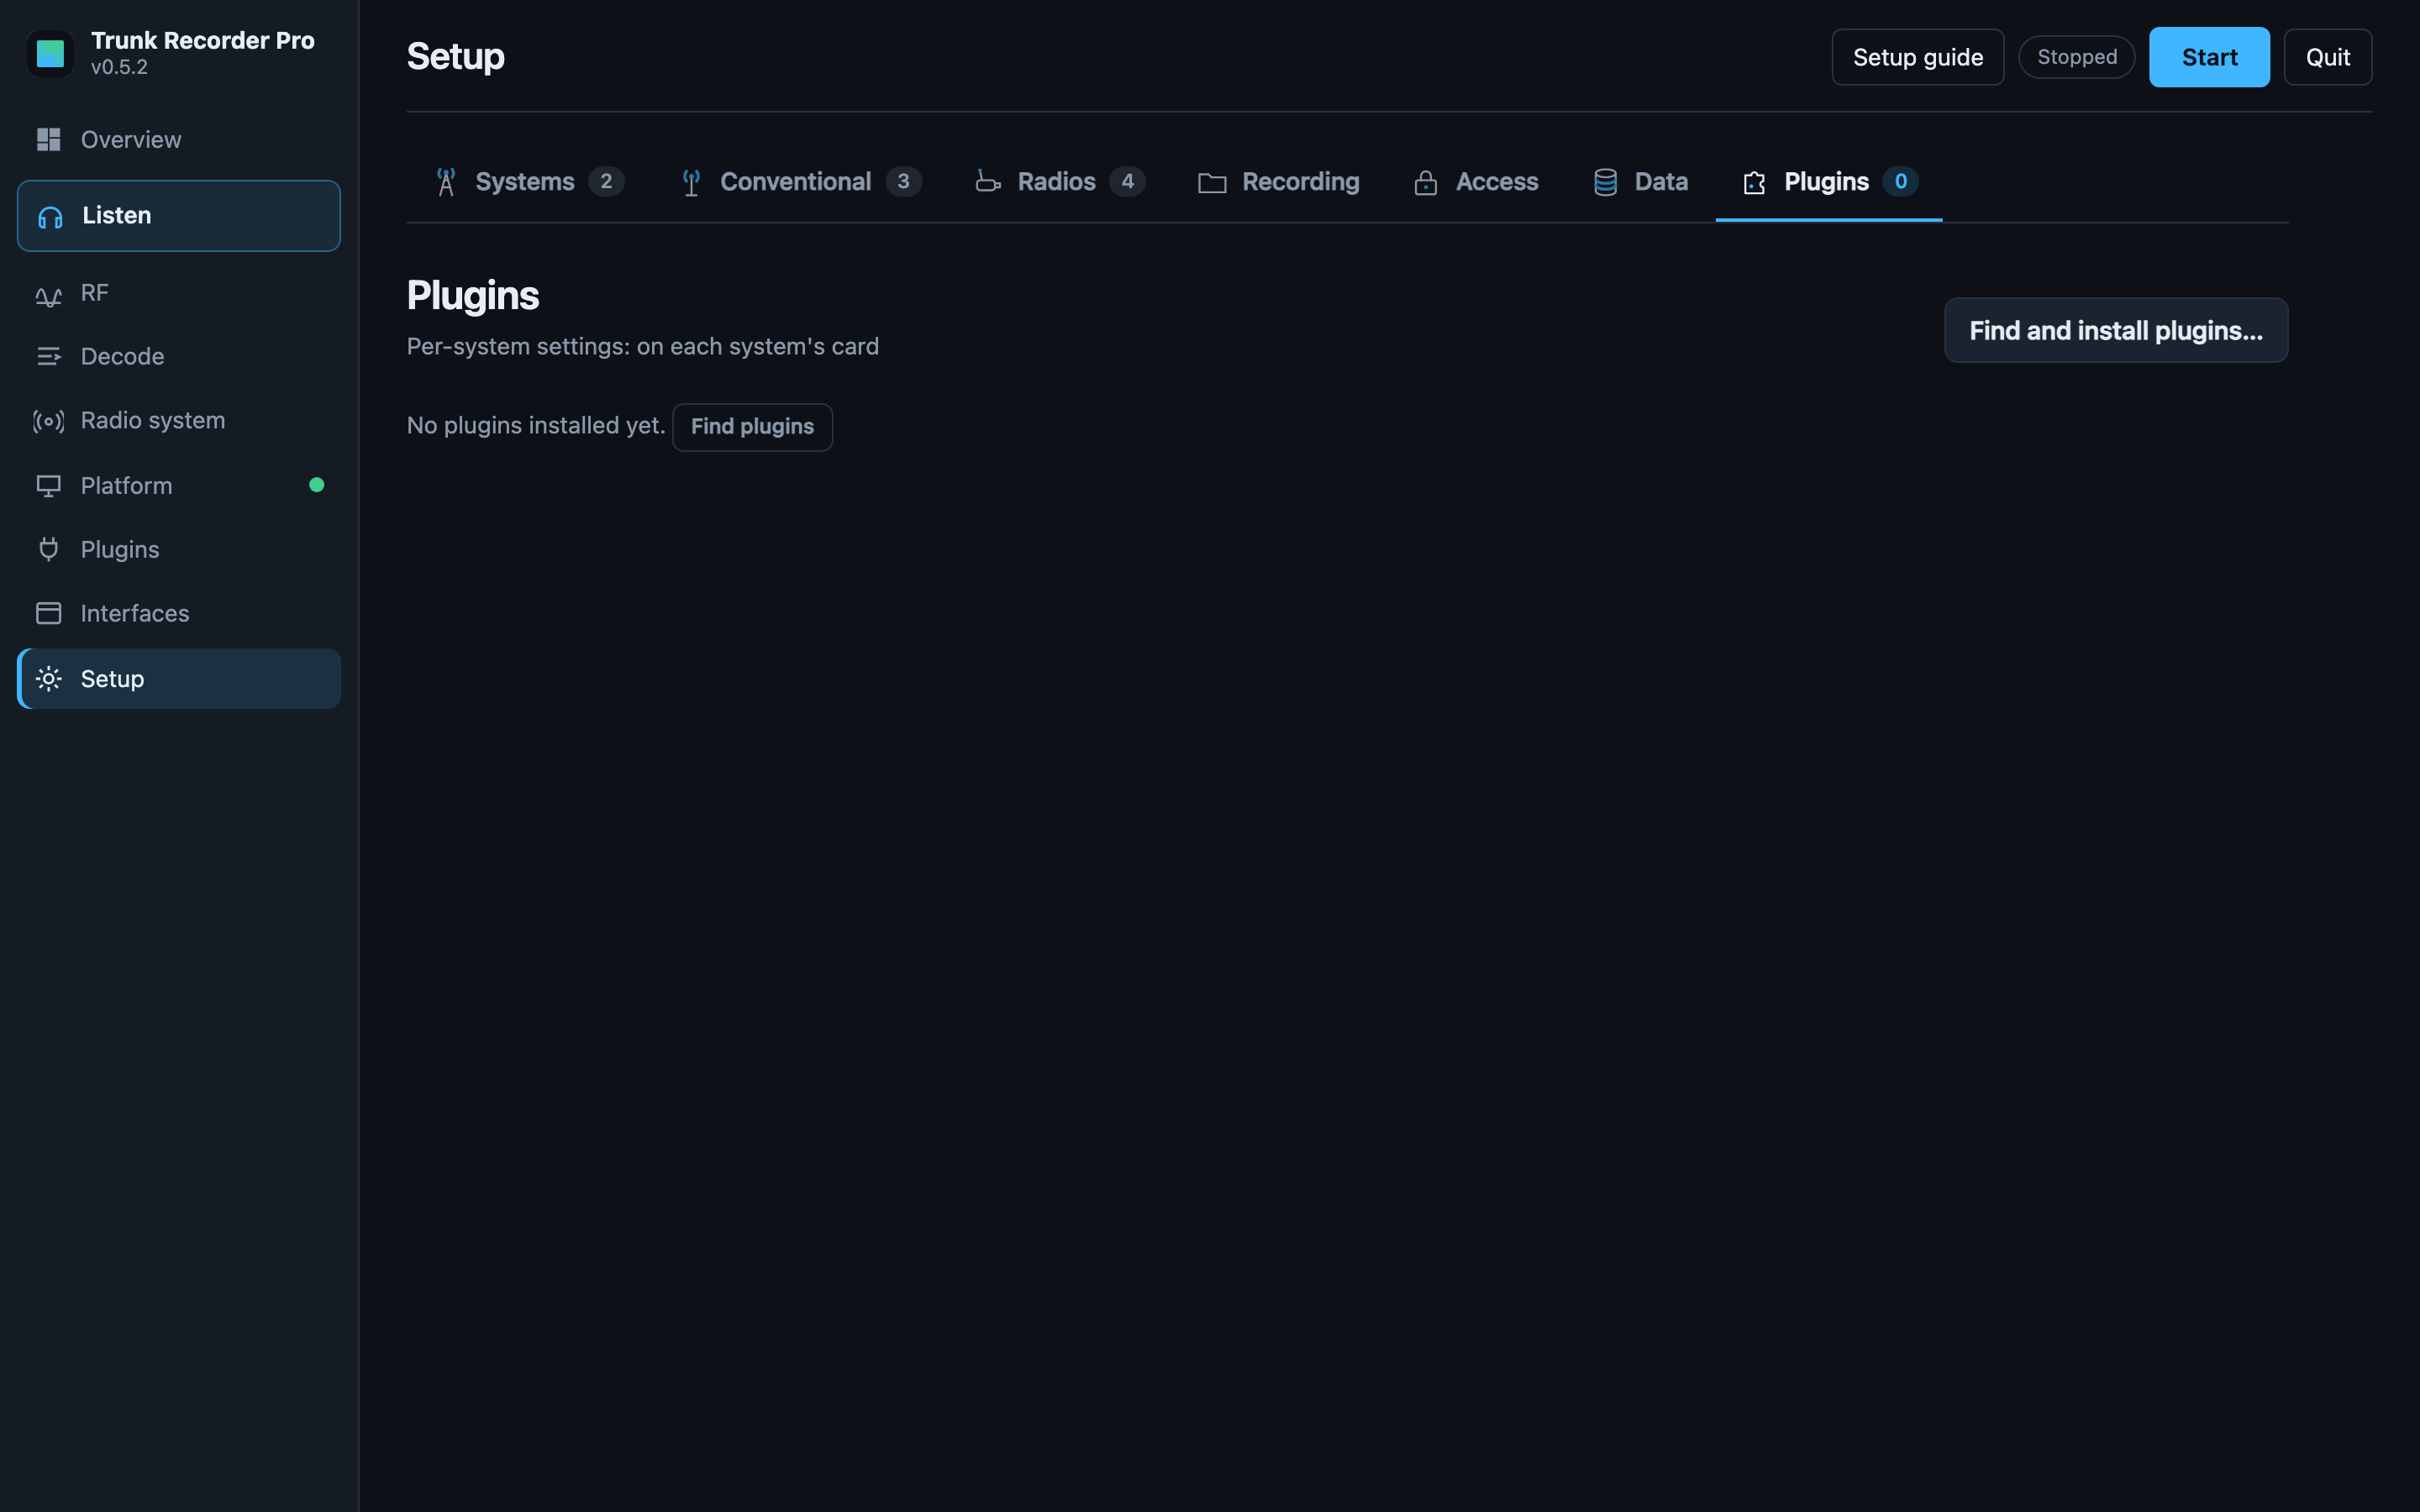 Trunk Recorder Pro
v0.5.2
Overview
Listen
RF
Decode
Radio system
Platform
Plugins
Interfaces
Setup
Setup
Setup guide
Stopped
Start
Quit
Systems 2
Conventional 3
Radios 4
Recording
Access
Data
Plugins 0
Plugins
Per-system settings: on each system's card
Find and install plugins...
No plugins installed yet. Find plugins